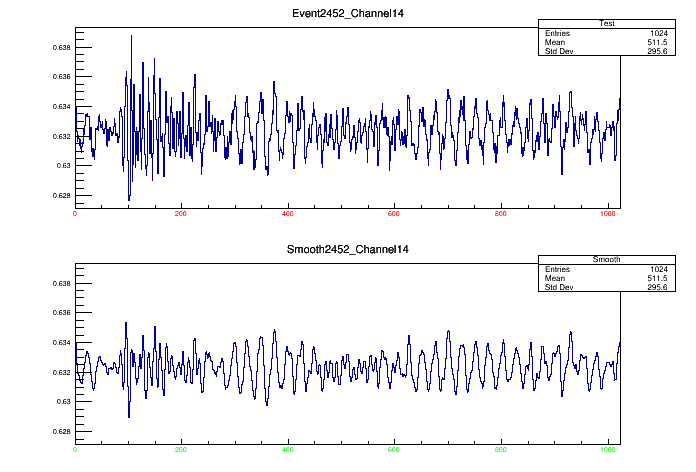 Event2452_Channel14
Test
Entries 1024
Mean 511.5
Std Dev 295.6
0.638
0.636
0.634
0.632
0.63
0.628
0 200 400 600 800 1000
Smooth2452_Channel14
Smooth
Entries 1024
Mean 511.5
Std Dev 295.6
0.638
0.636
0.634
0.632
0.63
0.628
0 200 400 600 800 1000